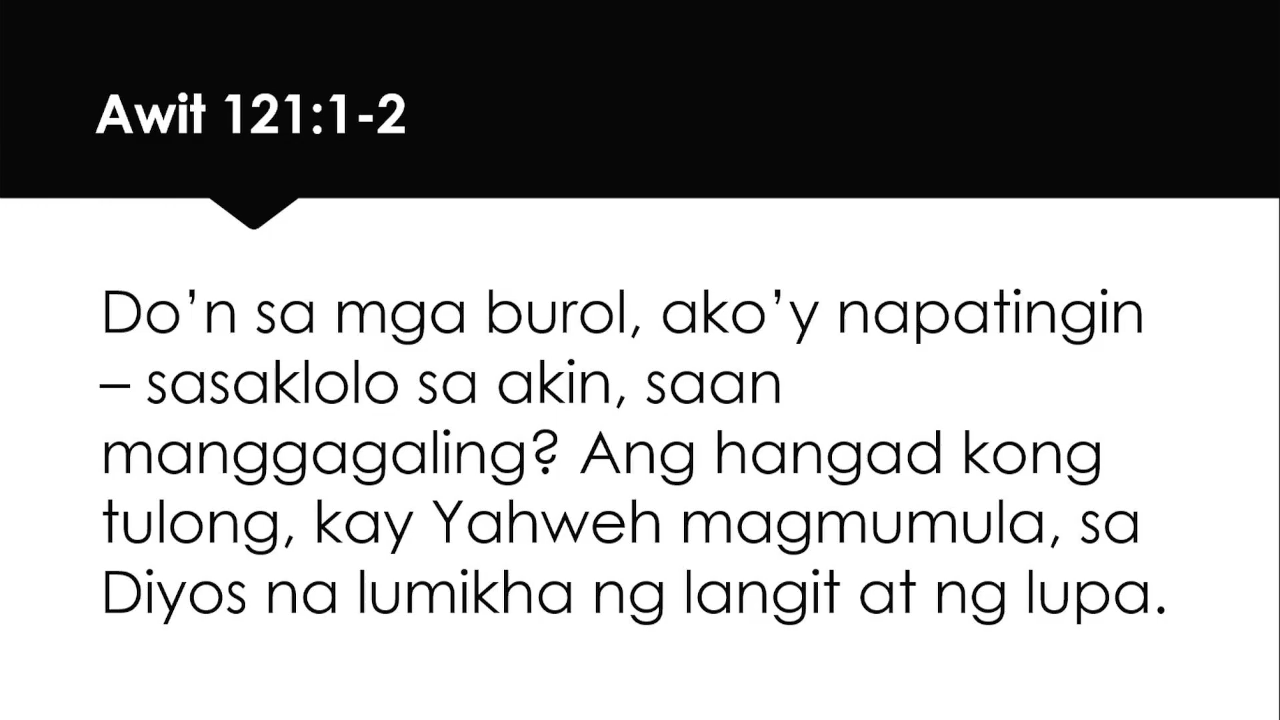 Awit 121:1-2
Do’n sa mga burol, ako’y napatingin
– sasaklolo sa akin, saan
manggagaling? Ang hangad kong
tulong, kay Yahweh magmumula, sa
Diyos na lumikha ng langit at ng lupa.